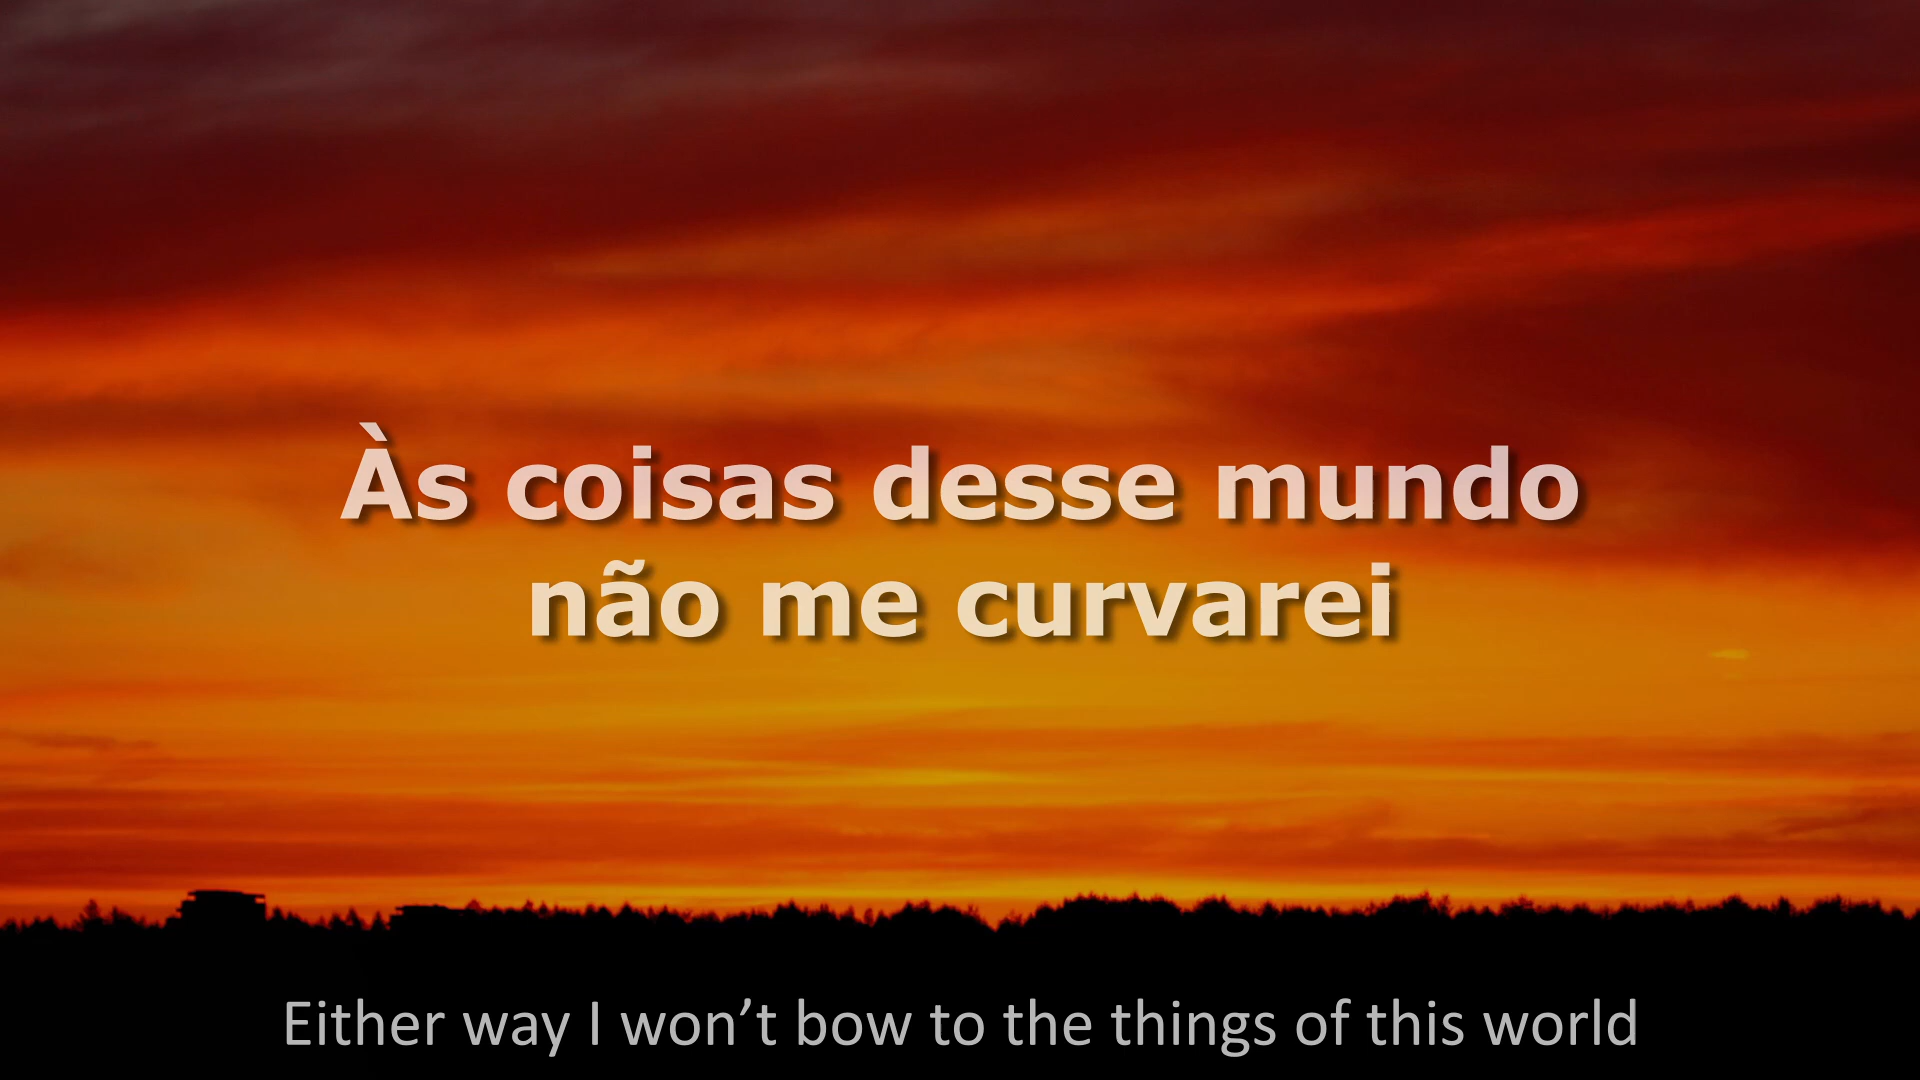 Às coisas desse mundo
não me curvarei
Either way I won’t bow to the things of this world